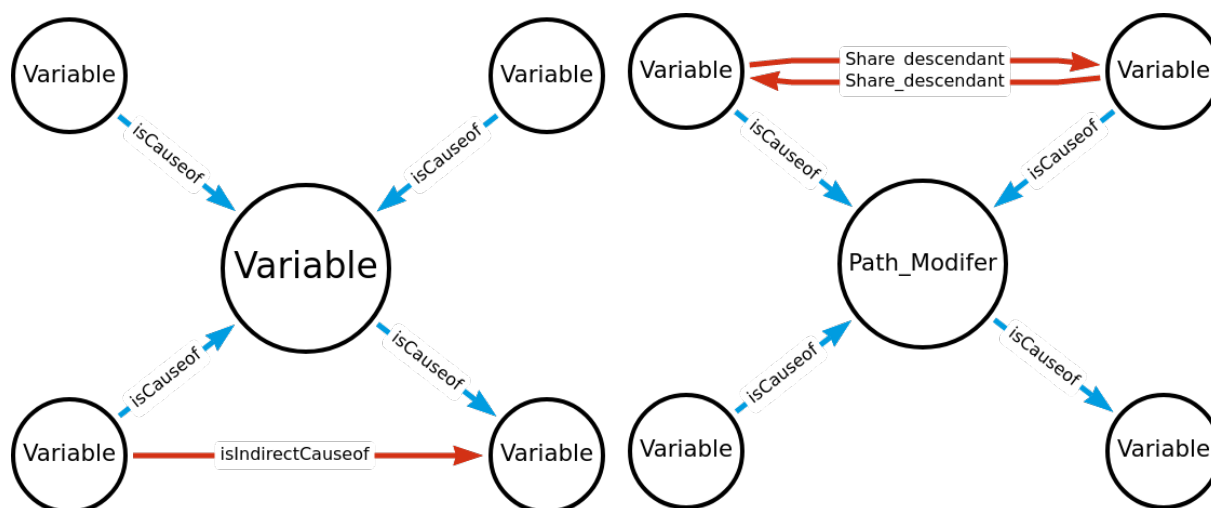 Variable
Variable
isCauseof
isCauseof
Variable
isCauseof
isCauseof
Variable
isIndirectCauseof
Variable
Variable
Share_descendant
Share_descendant
Variable
isCauseof
isCauseof
Path_Modifer
isCauseof
isCauseof
Variable
Variable